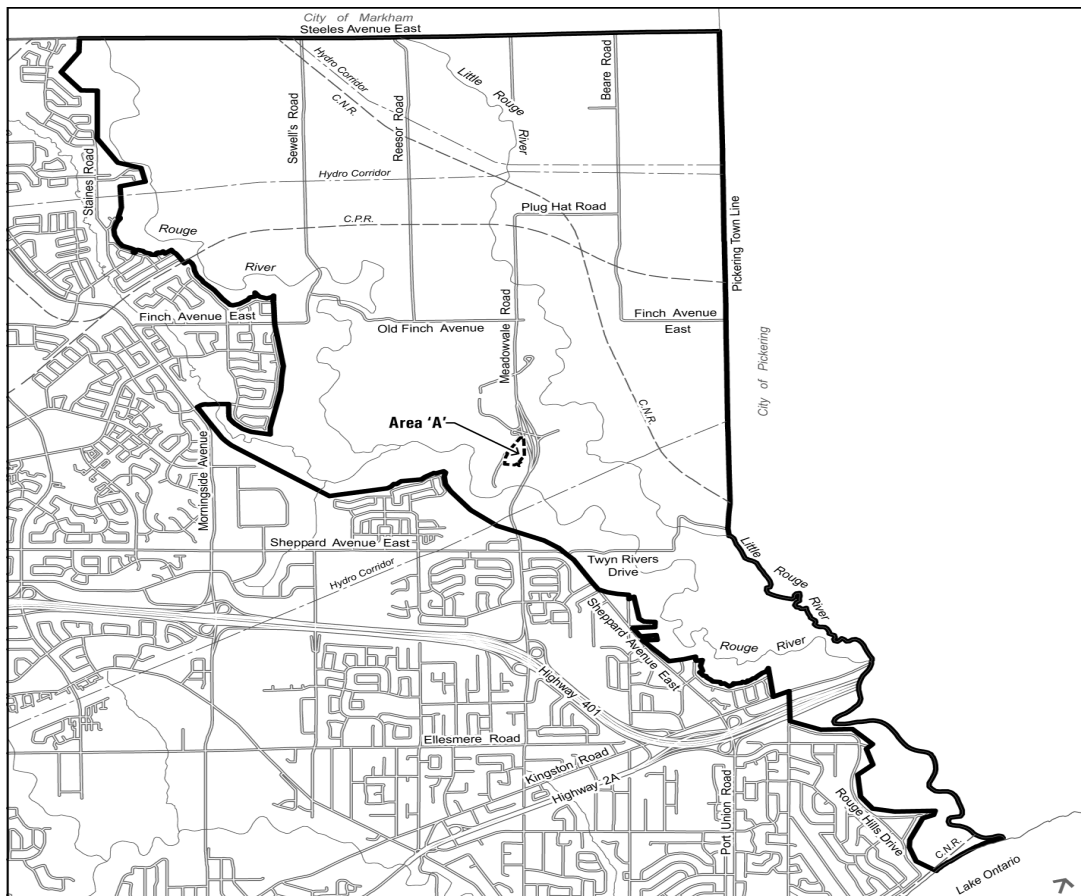 City of Markham
Steeles Avenue East
Hydro Corridor
C.N.R.
Little Rouge
River
Beare Road
Sewell's Road
Reesor Road
Staines Road
Hydro Corridor
Plug Hat Road
Pickering Town Line
C.P.R.
Rouge
River
Meadowvale Road
Finch Avenue East
Old Finch Avenue
Finch Avenue
East
City of Pickering
C.N.R.
Area 'A'
Morningside Avenue
Sheppard Avenue East
Hydro Corridor
Twyn Rivers
Drive
Little Rouge River
Sheppard Avenue East
Rouge River
Highway 401
Ellesmere Road
Kingston Road
Highway 2A
Port Union Road
Rouge Hills Drive
C.N.R.
Lake Ontario